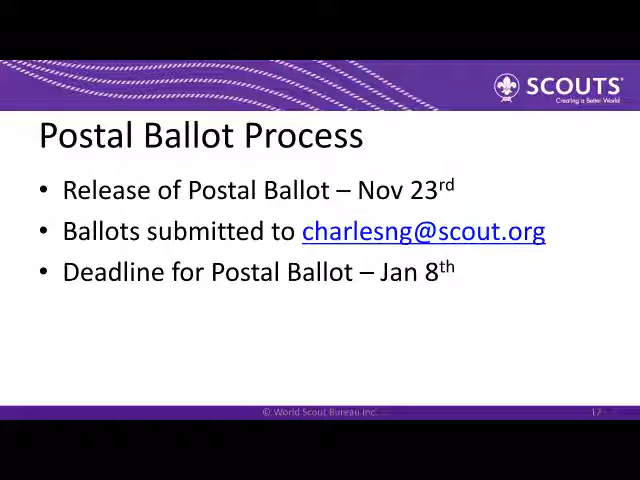 SCOUTS®
Creating a Better World
Postal Ballot Process
• Release of Postal Ballot – Nov 23rd
• Ballots submitted to charlesng@scout.org
• Deadline for Postal Ballot – Jan 8th
© World Scout Bureau Inc.
17